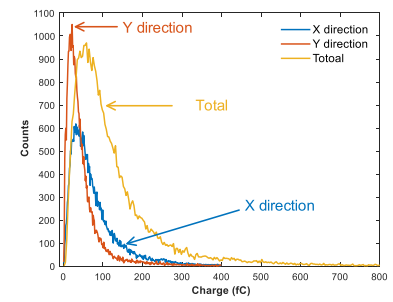 1100
1000
900
800
700
600
500
400
300
200
100
0
Counts
Y direction
X direction
Y direction
Totoal
Total
X direction
0 100 200 300 400 500 600 700 800
Charge (fC)